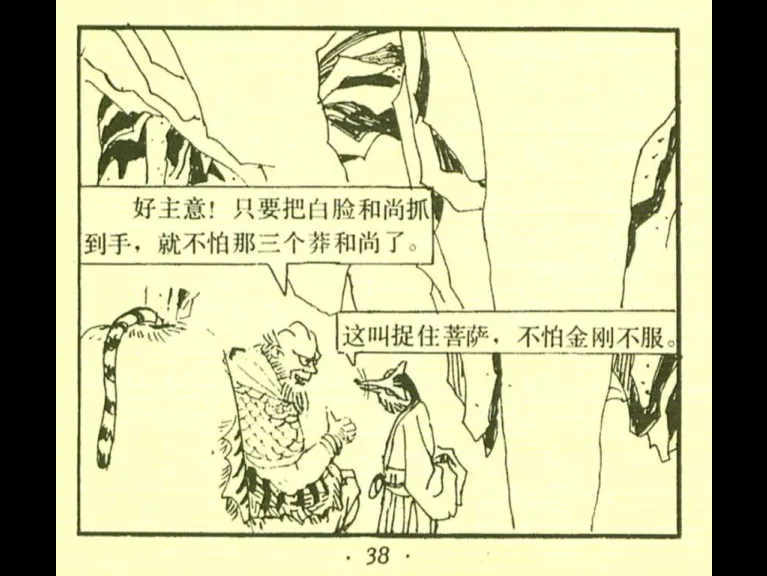 好主意！只要把白脸和尚抓
到手，就不怕那三个莽和尚了。
这叫捉住菩萨，不怕金刚不服。
· 38 ·